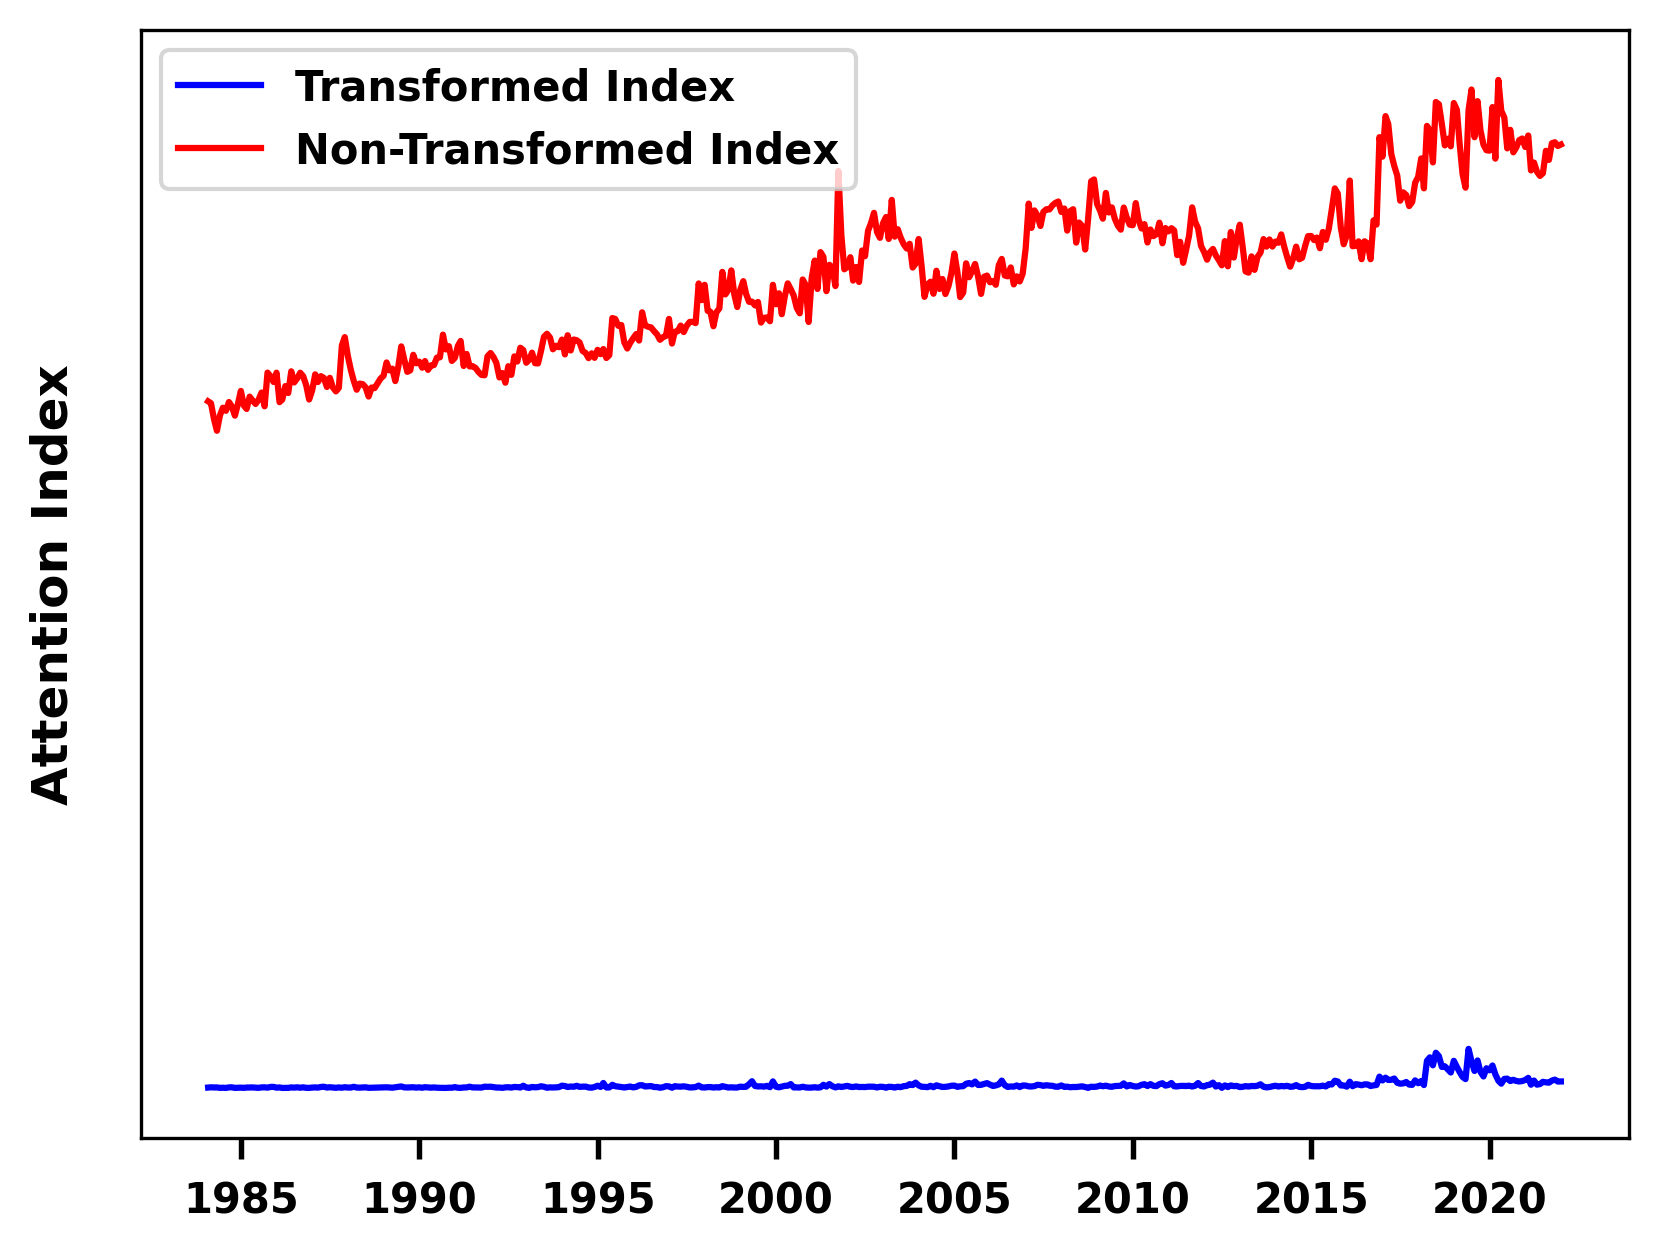 Transformed Index
Non-Transformed Index
Attention Index
1985 1990 1995 2000 2005 2010 2015 2020